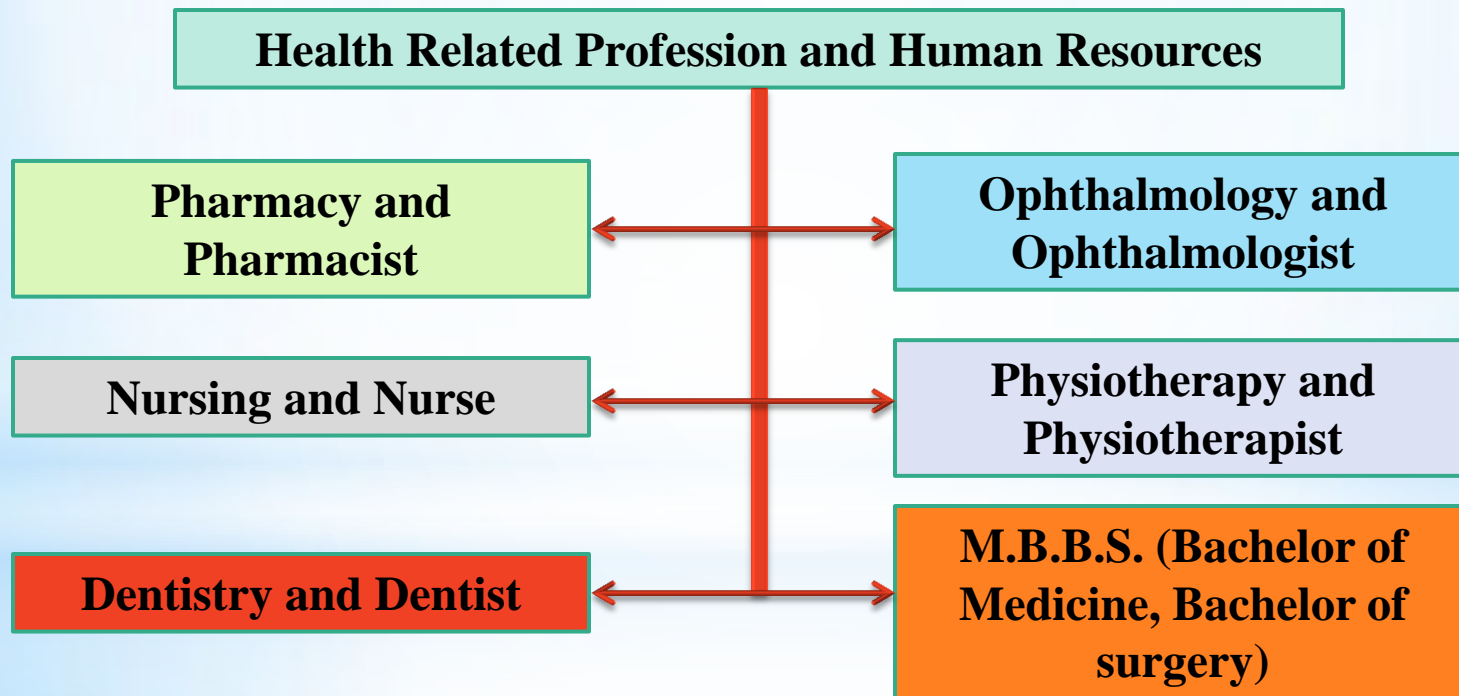 Health Related Profession and Human Resources
Pharmacy and
Pharmacist
Ophthalmology and
Ophthalmologist
Nursing and Nurse
Physiotherapy and
Physiotherapist
Dentistry and Dentist
M.B.B.S. (Bachelor of
Medicine, Bachelor of
surgery)